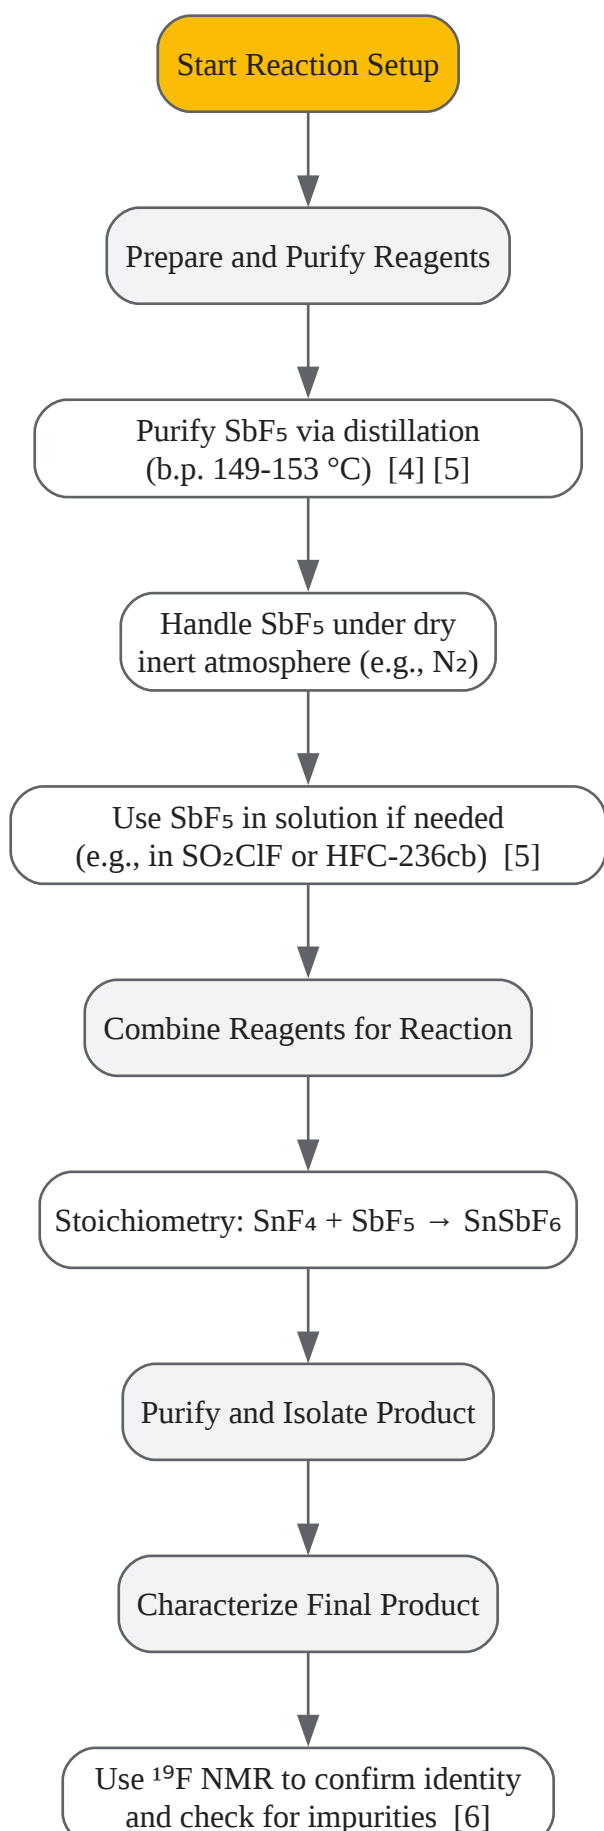 Start Reaction Setup
Prepare and Purify Reagents
Purify SbF₅ via distillation
(b.p. 149-153 °C)  [4] [5]
Handle SbF₅ under dry
inert atmosphere (e.g., N₂)
Use SbF₅ in solution if needed
(e.g., in SO₂ClF or HFC-236cb)  [5]
Combine Reagents for Reaction
Stoichiometry: SnF₄ + SbF₅ → SnSbF₆
Purify and Isolate Product
Characterize Final Product
Use ¹⁹F NMR to confirm identity
and check for impurities  [6]